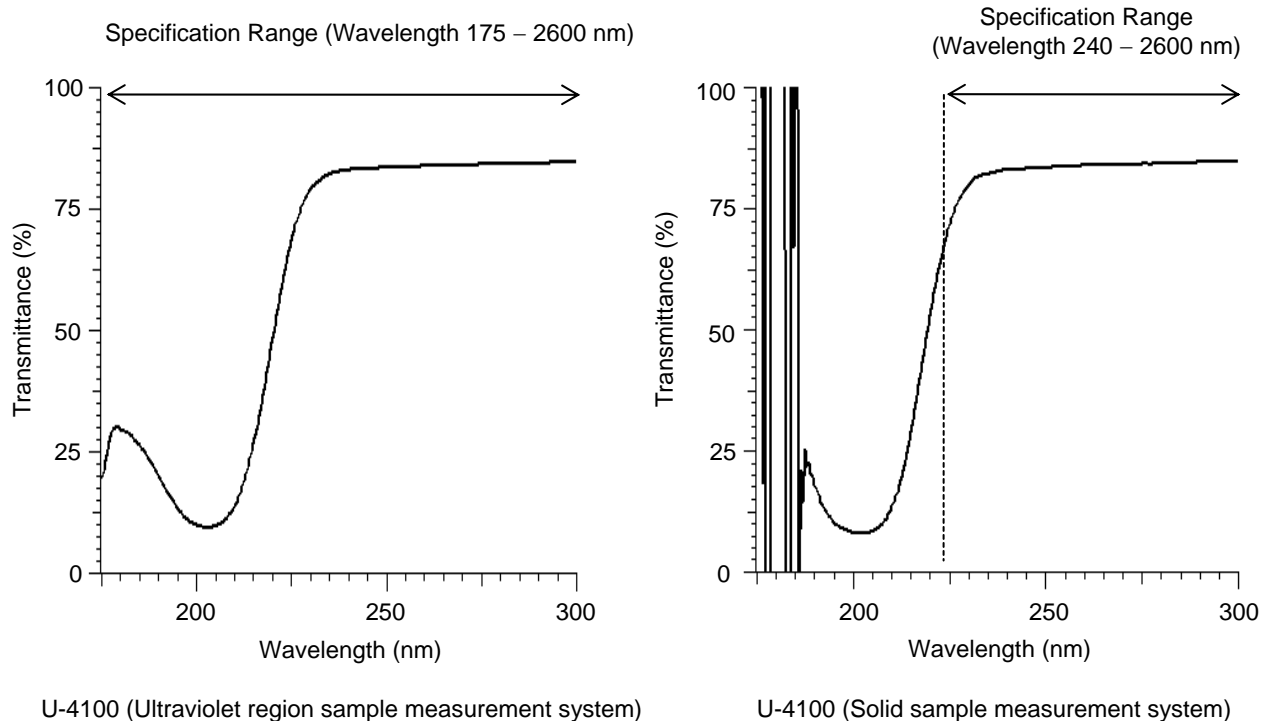 Specification Range (Wavelength 175 – 2600 nm)
100
75
50
25
0
Transmittance (%)
200
250
300
Wavelength (nm)
U-4100 (Ultraviolet region sample measurement system)
Specification Range
(Wavelength 240 – 2600 nm)
100
75
50
25
0
Transmittance (%)
200
250
300
Wavelength (nm)
U-4100 (Solid sample measurement system)